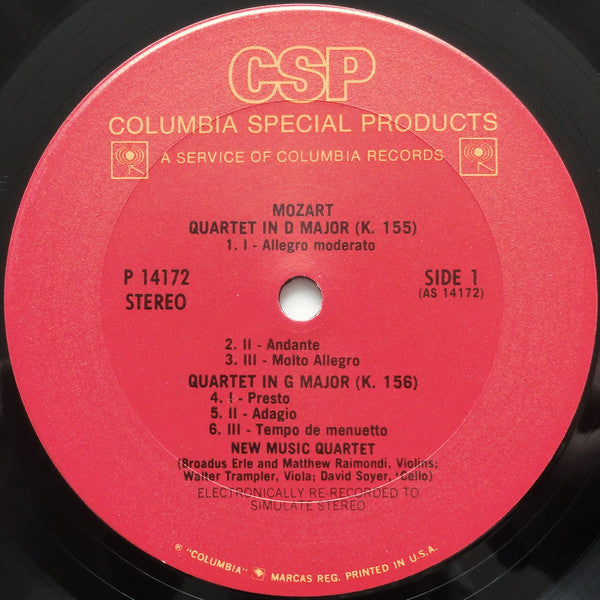 CSP
COLUMBIA SPECIAL PRODUCTS
A SERVICE OF COLUMBIA RECORDS
MOZART
QUARTET IN D MAJOR (K. 155)
1. I - Allegro moderato
P 14172
STEREO
SIDE 1
(AS 14172)
2. II - Andante
3. III - Molto Allegro
QUARTET IN G MAJOR (K. 156)
4. I - Presto
5. II - Adagio
6. III - Tempo de menuetto
NEW MUSIC QUARTET
(Broadus Erle and Matthew Raimondi, Violins;
Walter Trampler, Viola; David Soyer, 'Cello)
ELECTRONICALLY RE-RECORDED TO
SIMULATE STEREO
® "COLUMBIA" MARCAS REG. PRINTED IN U.S.A.